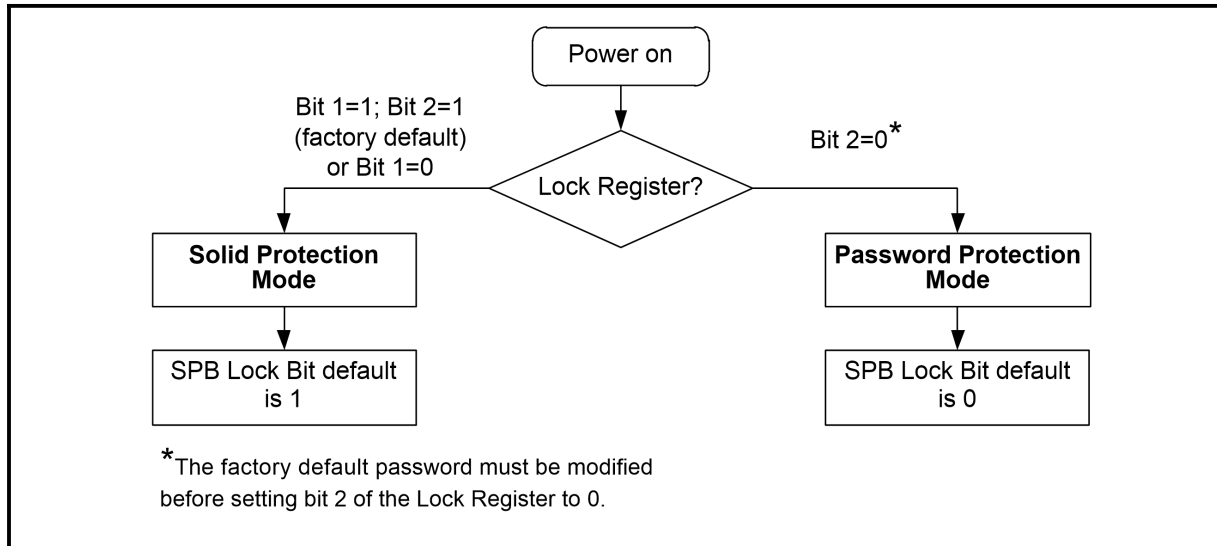 Power on
Bit 1=1; Bit 2=1
(factory default)
or Bit 1=0
Bit 2=0*
Lock Register?
Solid Protection
Mode
Password Protection
Mode
SPB Lock Bit default
is 1
SPB Lock Bit default
is 0
*The factory default password must be modified
before setting bit 2 of the Lock Register to 0.